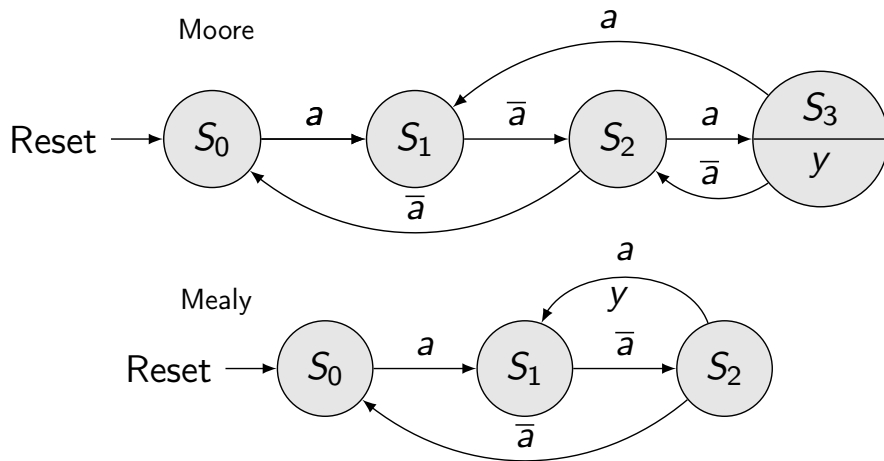 Moore
a
Reset S₀ a S₁ a̅ S₂ a S₃
y
a̅
a̅
Mealy
a
y
Reset S₀ a S₁ a̅ S₂
a̅